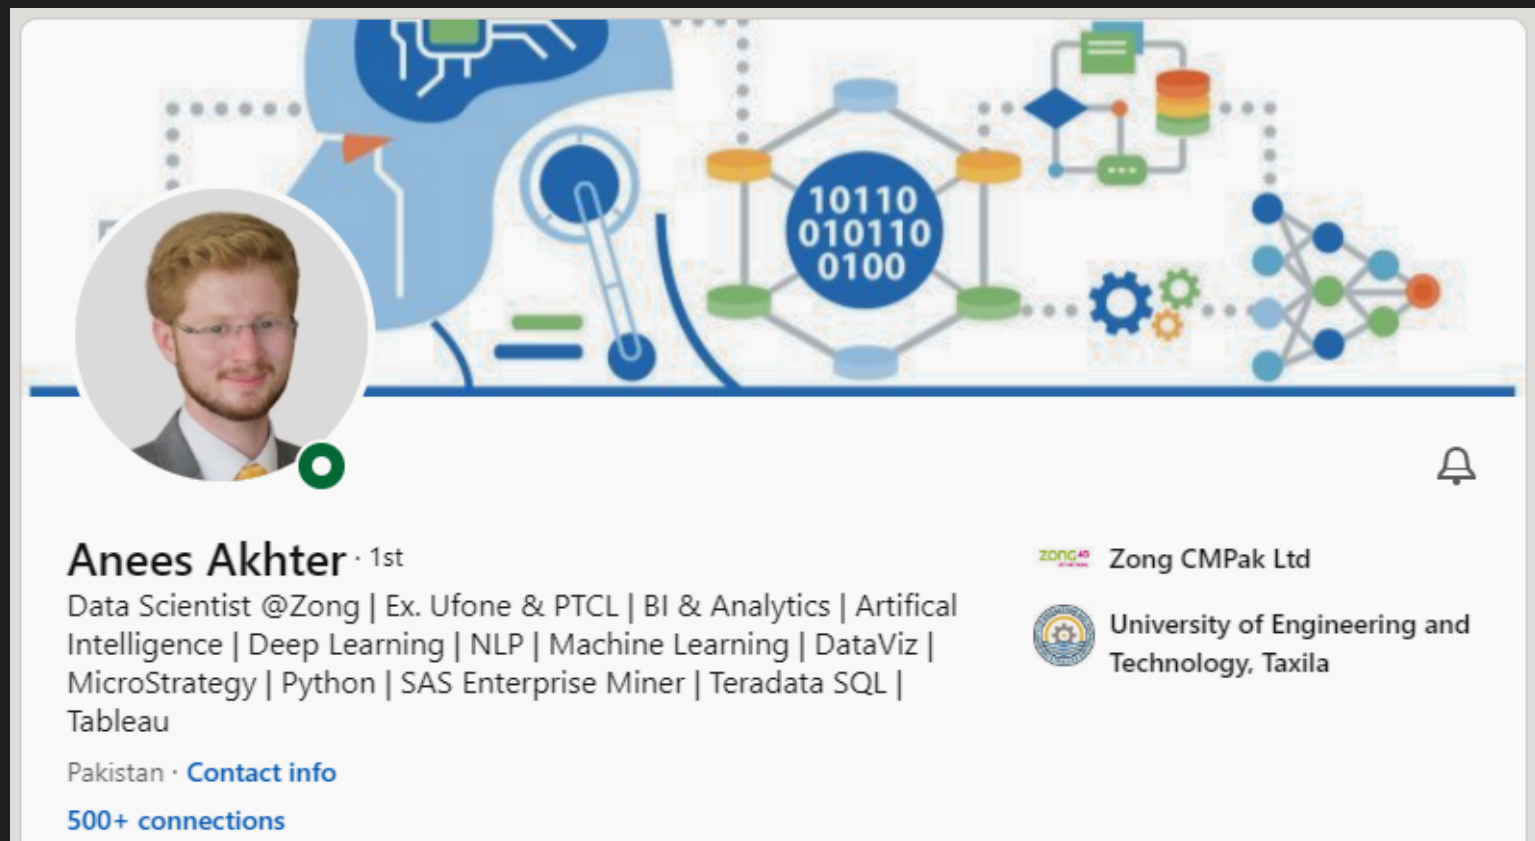 10110
010110
0100
Anees Akhter · 1st
Data Scientist @Zong | Ex. Ufone & PTCL | BI & Analytics | Artifical
Intelligence | Deep Learning | NLP | Machine Learning | DataViz |
MicroStrategy | Python | SAS Enterprise Miner | Teradata SQL |
Tableau
Pakistan · Contact info
500+ connections
ZONG 4G
Zong CMPak Ltd
University of Engineering and
Technology, Taxila